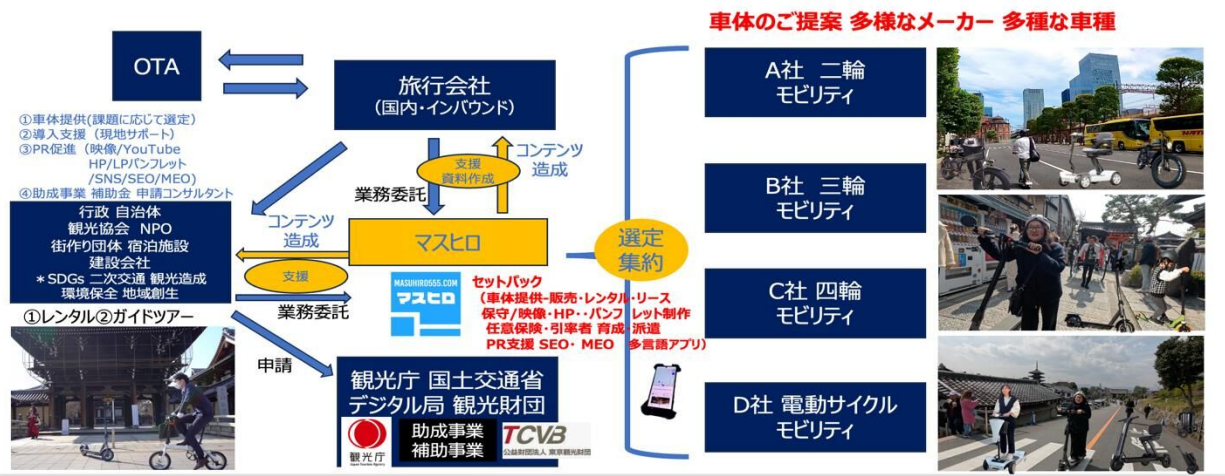 車体のご提案 多様なメーカー 多種な車種
OTA
旅行会社
(国内・インバウンド)
①車体提供(課題に応じて選定)
②導入支援（現地サポート）
③PR促進（映像/YouTube
HP/LPパンフレット
/SNS/SEO/MEO）
④助成事業 補助金 申請コンサルタント
行政 自治体
観光協会 NPO
街作り団体 宿泊施設
建設会社
＊SDGs 二次交通 観光造成
環境保全 地域創生
①レンタル②ガイドツアー
業務委託
支援
資料作成
コンテンツ
造成
コンテンツ
造成
支援
マスヒロ
業務委託
MASUHIRO555.COM
マスヒロ
セットパック
（車体提供-販売・レンタル・リース
保守/映像・HP・・パンフレット制作
任意保険・引率者 育成・派遣
PR支援 SEO・ MEO 多言語アプリ）
申請
観光庁 国土交通省
デジタル局 観光財団
観光庁
Japan Tourism Agency
助成事業
補助事業
TCVB
公益財団法人 東京観光財団
選定
集約
A社 二輪
モビリティ
B社 三輪
モビリティ
C社 四輪
モビリティ
D社 電動サイクル
モビリティ